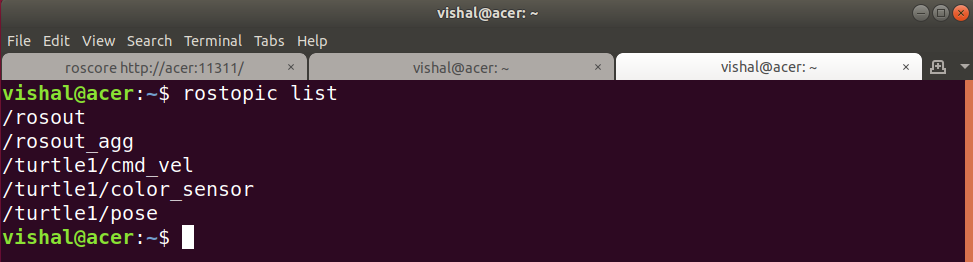 vishal@acer: ~
File Edit View Search Terminal Tabs Help
roscore http://acer:11311/ × vishal@acer: ~ × vishal@acer: ~ ×
vishal@acer:~$ rostopic list
/rosout
/rosout_agg
/turtle1/cmd_vel
/turtle1/color_sensor
/turtle1/pose
vishal@acer:~$